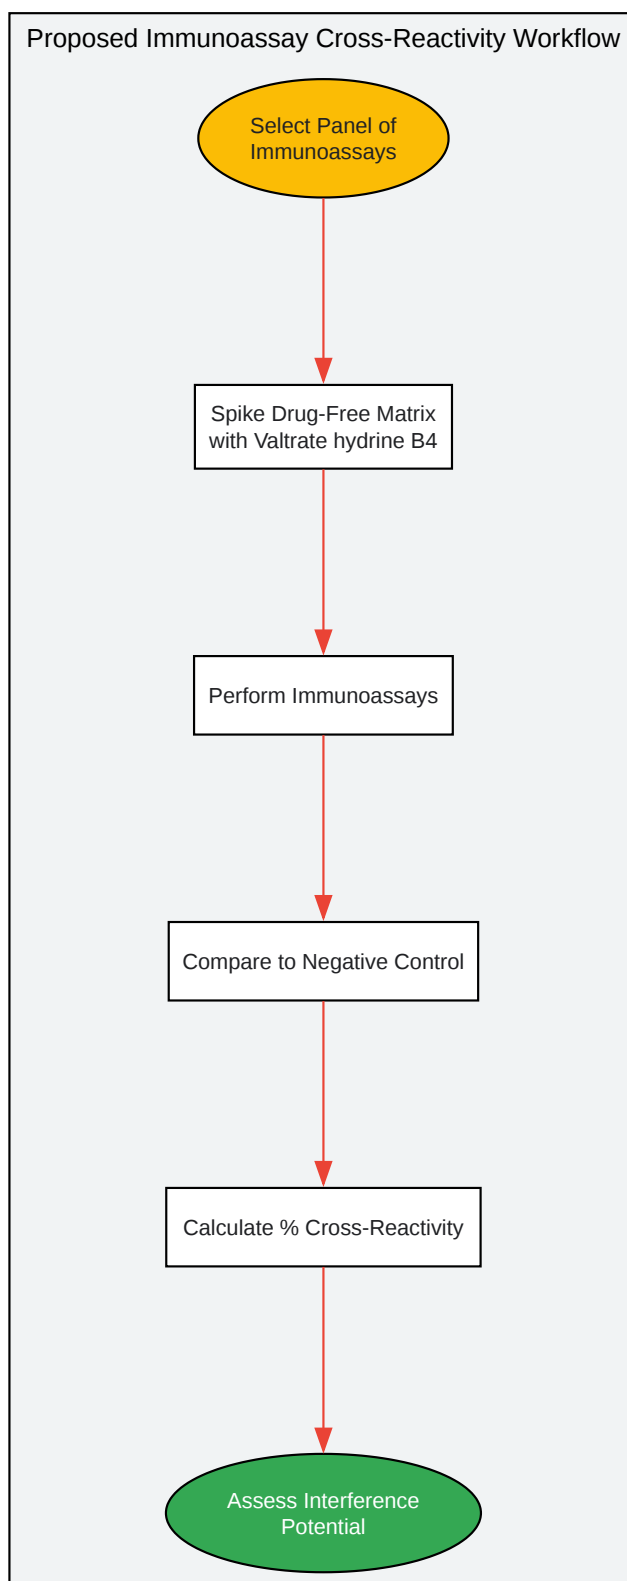 Proposed Immunoassay Cross-Reactivity Workflow
Select Panel of
Immunoassays
Spike Drug-Free Matrix
with Valtrate hydrine B4
Perform Immunoassays
Compare to Negative Control
Calculate % Cross-Reactivity
Assess Interference
Potential